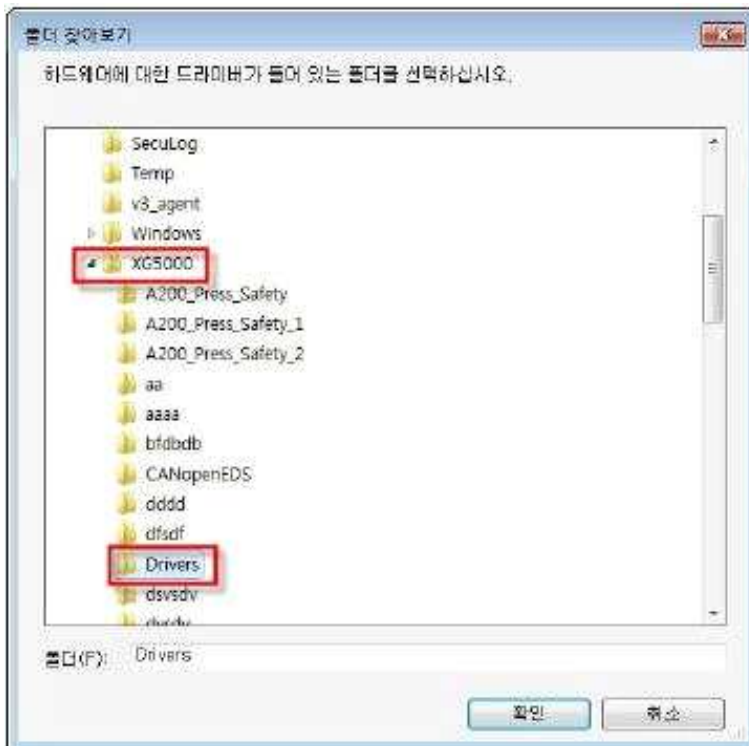 폴더 찾아보기
하드웨어에 대한 드라이버가 들어 있는 폴더를 선택하십시오.
SecuLog
Temp
v3_agent
Windows
XG5000
A200_Press_Safety
A200_Press_Safety_1
A200_Press_Safety_2
aa
aaaa
bfdbdb
CANopenEDS
dddd
dfsdf
Drivers
dsvsdv
폴더(F): Drivers
확인 취소